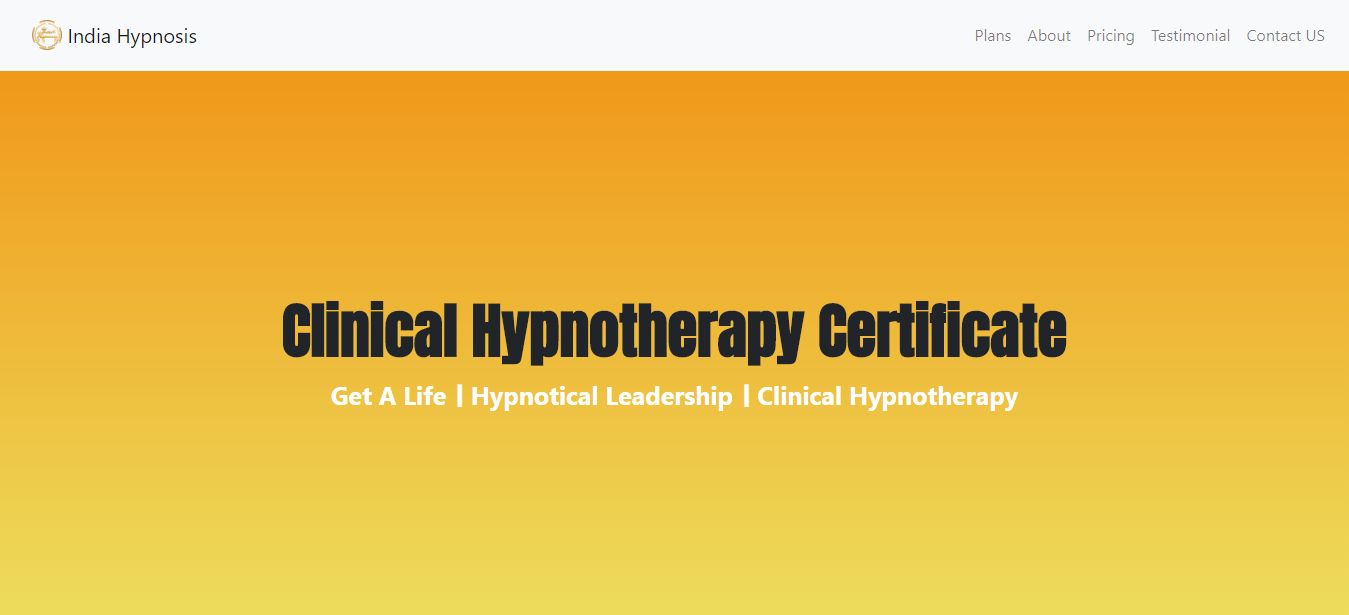 India Hypnosis
Plans About Pricing Testimonial Contact US
Clinical Hypnotherapy Certificate
Get A Life | Hypnotical Leadership | Clinical Hypnotherapy